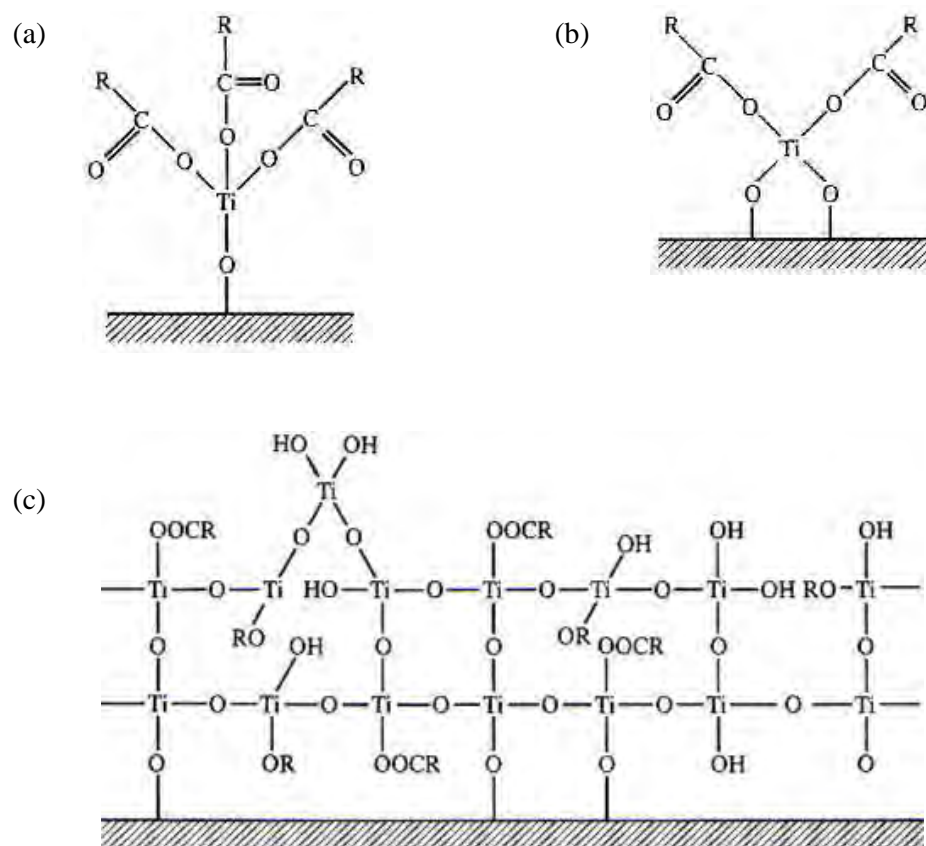 (a)
R
R C=O R
C O C
O O O O
Ti
O
(b)
R R
C C
O O O O
Ti
O O
(c)
HO OH
Ti
OOCR O O OOCR OH OH OH
Ti O Ti HO Ti O Ti O Ti O Ti OH RO Ti
RO OR
O OH O O OOCR O O
Ti O Ti O Ti O Ti O Ti O Ti O Ti
O OR OOCR O O OH O